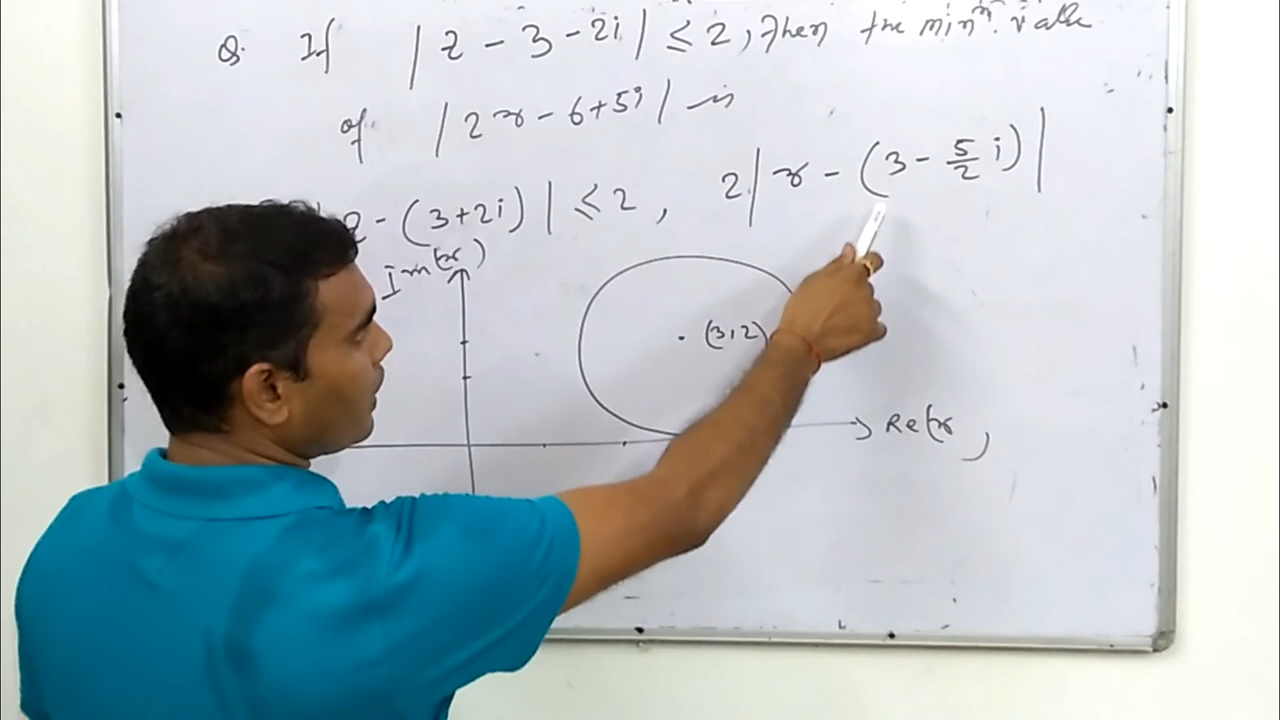 Q. If |z - 3 - 2i| ≤ 2, then the minm. value
of |2z - 6 + 5i| is
z - (3 + 2i)| ≤ 2, 2|z - (3 - 5/2 i)|
Im(z)
(3, 2)
Re(z)